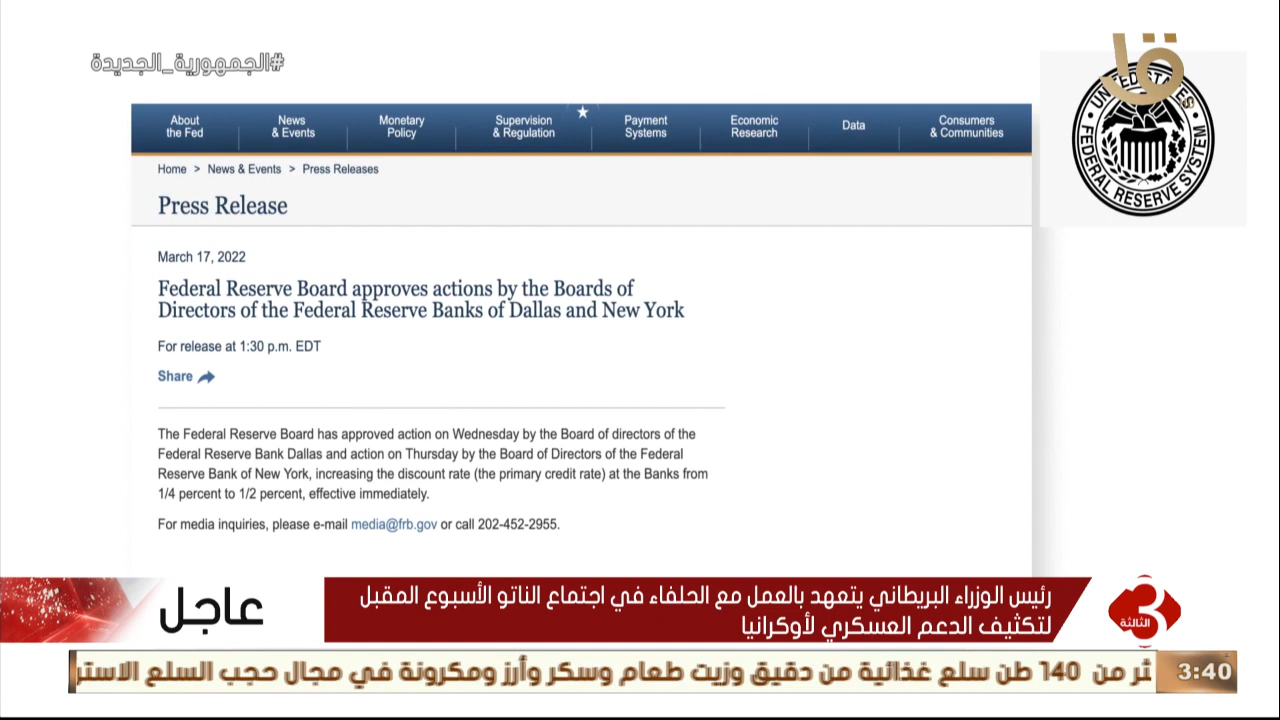 #الجمهورية_الجديدة
UNITED STATES
FEDERAL RESERVE SYSTEM
About the Fed
News & Events
Monetary Policy
Supervision & Regulation
Payment Systems
Economic Research
Data
Consumers & Communities
Home > News & Events > Press Releases
Press Release
March 17, 2022
Federal Reserve Board approves actions by the Boards of
Directors of the Federal Reserve Banks of Dallas and New York
For release at 1:30 p.m. EDT
Share
The Federal Reserve Board has approved action on Wednesday by the Board of directors of the
Federal Reserve Bank Dallas and action on Thursday by the Board of Directors of the Federal
Reserve Bank of New York, increasing the discount rate (the primary credit rate) at the Banks from
1/4 percent to 1/2 percent, effective immediately.
For media inquiries, please e-mail media@frb.gov or call 202-452-2955.
عاجل
رئيس الوزراء البريطاني يتعهد بالعمل مع الحلفاء في اجتماع الناتو الأسبوع المقبل
لتكثيف الدعم العسكري لأوكرانيا
3 الثالثة
من 140 طن سلع غذائية من دقيق وزيت طعام وسكر وأرز ومكرونة في مجال حجب السلع
3:40